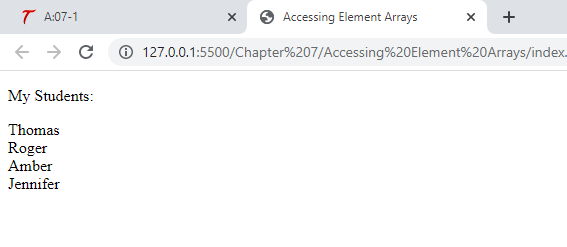 A:07-1
Accessing Element Arrays
127.0.0.1:5500/Chapter%207/Accessing%20Element%20Arrays/index.
My Students:
Thomas
Roger
Amber
Jennifer